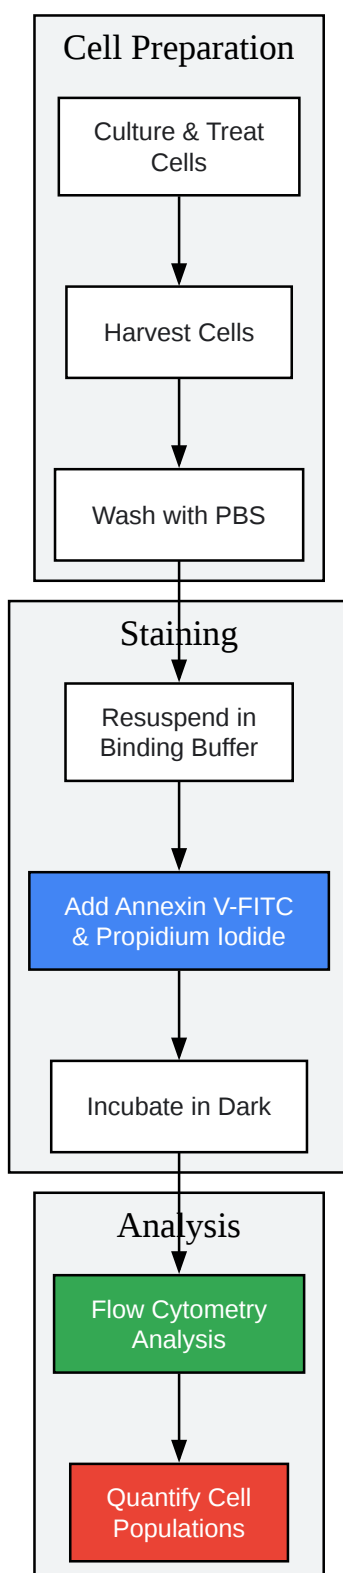 Cell Preparation
Culture & Treat
Cells
Harvest Cells
Wash with PBS
Staining
Resuspend in
Binding Buffer
Add Annexin V-FITC
& Propidium Iodide
Incubate in Dark
Analysis
Flow Cytometry
Analysis
Quantify Cell
Populations